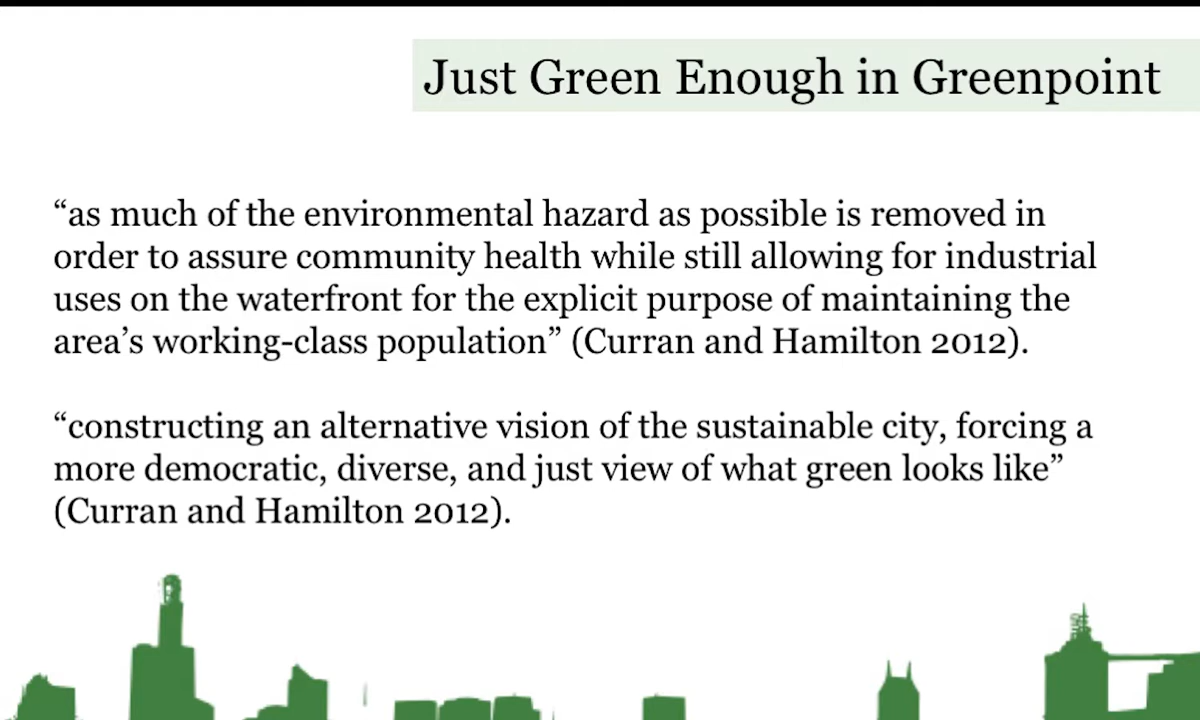 Just Green Enough in Greenpoint
“as much of the environmental hazard as possible is removed in
order to assure community health while still allowing for industrial
uses on the waterfront for the explicit purpose of maintaining the
area’s working-class population” (Curran and Hamilton 2012).
“constructing an alternative vision of the sustainable city, forcing a
more democratic, diverse, and just view of what green looks like”
(Curran and Hamilton 2012).